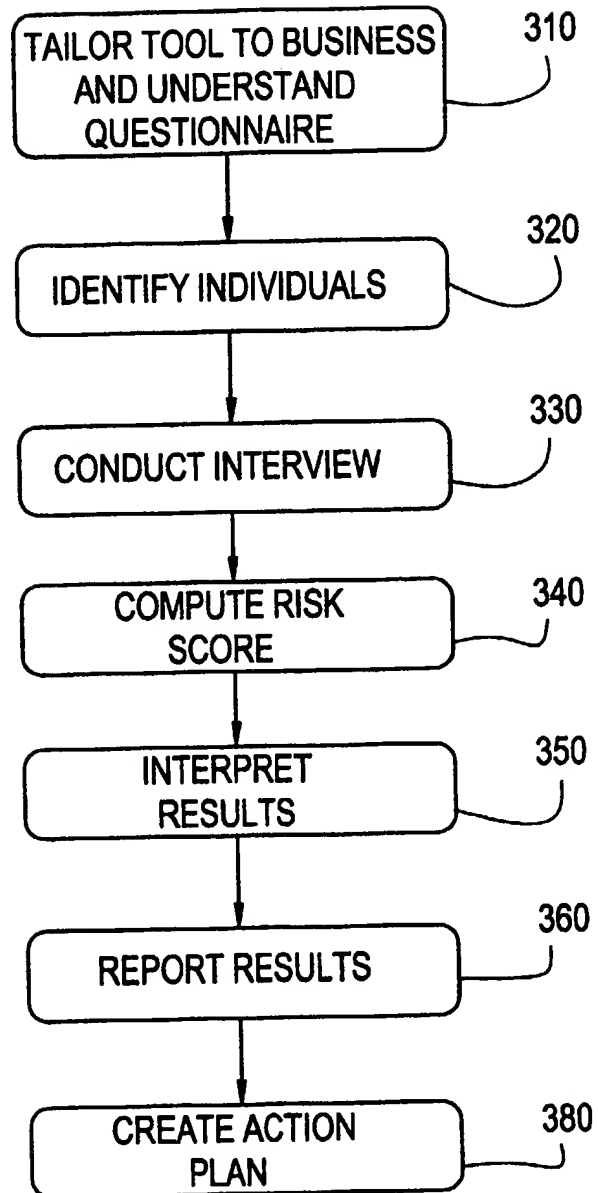 TAILOR TOOL TO BUSINESS
AND UNDERSTAND
QUESTIONNAIRE
310
IDENTIFY INDIVIDUALS
320
CONDUCT INTERVIEW
330
COMPUTE RISK
SCORE
340
INTERPRET
RESULTS
350
REPORT RESULTS
360
CREATE ACTION
PLAN
380